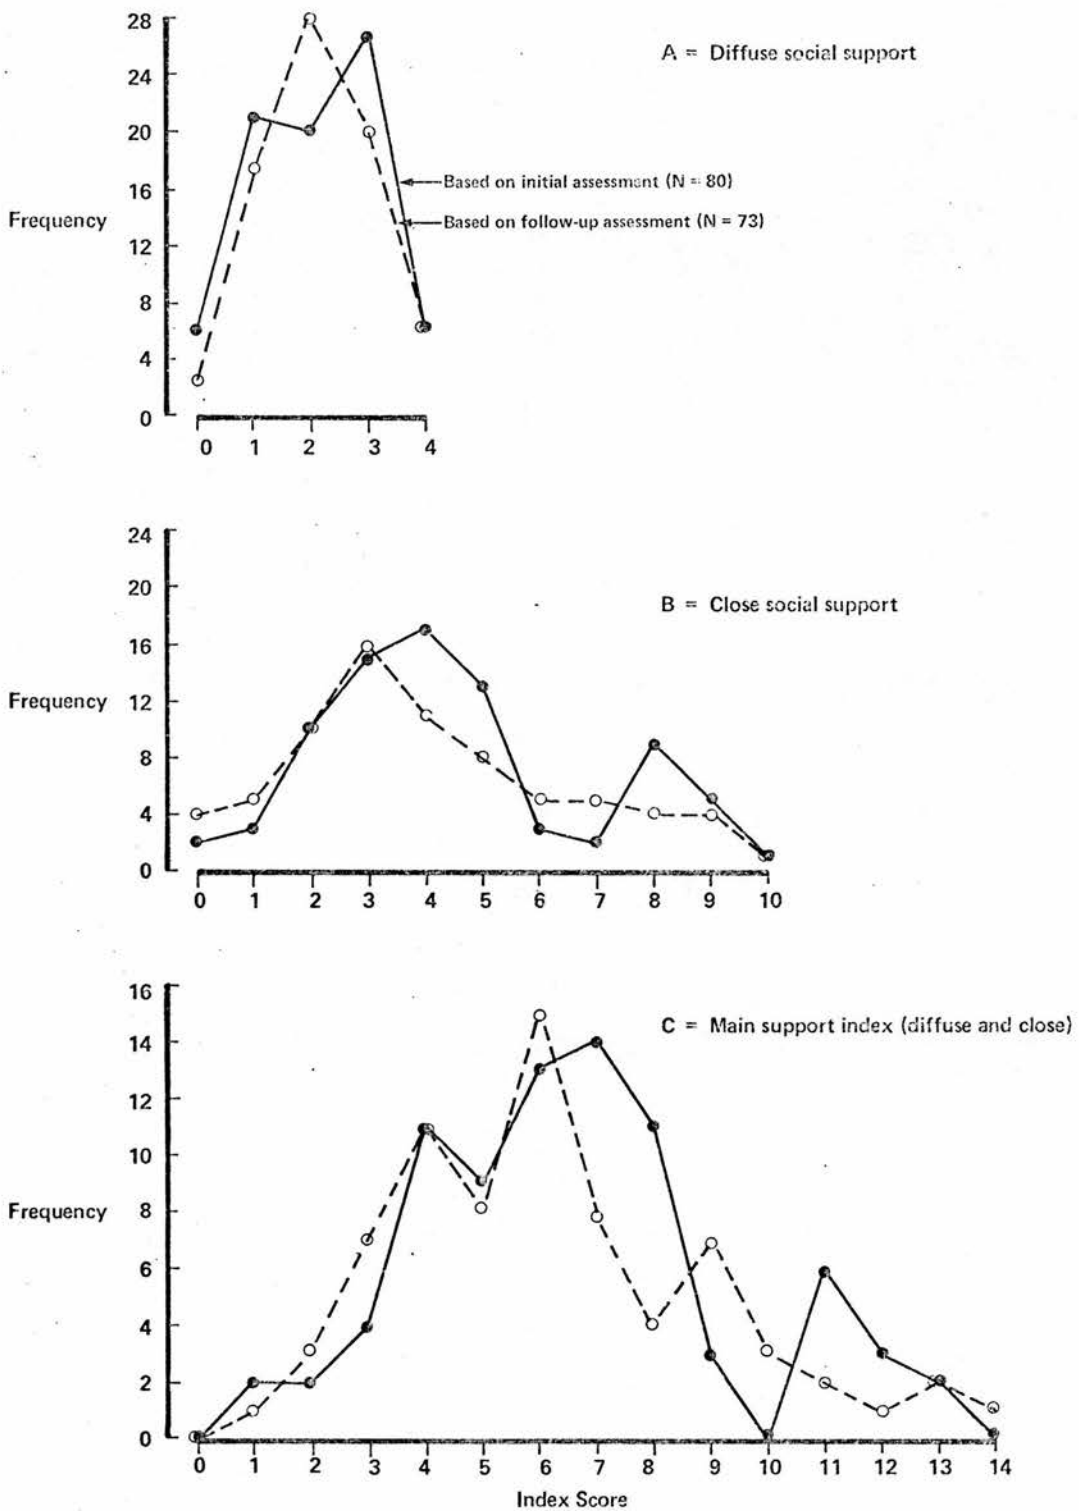 28
A = Diffuse social support
24
20
16
Based on initial assessment (N = 80)
Frequency
Based on follow-up assessment (N = 73)
12
8
4
0
0 1 2 3 4
24
20
B = Close social support
16
Frequency
12
8
4
0
0 1 2 3 4 5 6 7 8 9 10
16
C = Main support index (diffuse and close)
14
12
10
Frequency
8
6
4
2
0
0 1 2 3 4 5 6 7 8 9 10 11 12 13 14
Index Score